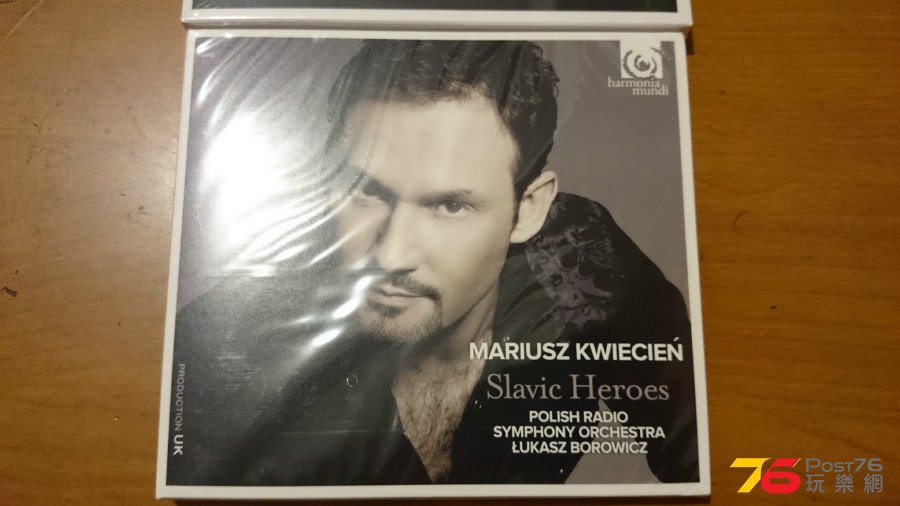 harmonia
mundi
MARIUSZ KWIECIEŃ
Slavic Heroes
POLISH RADIO
SYMPHONY ORCHESTRA
ŁUKASZ BOROWICZ
PRODUCTION UK
76 Post76
玩樂網